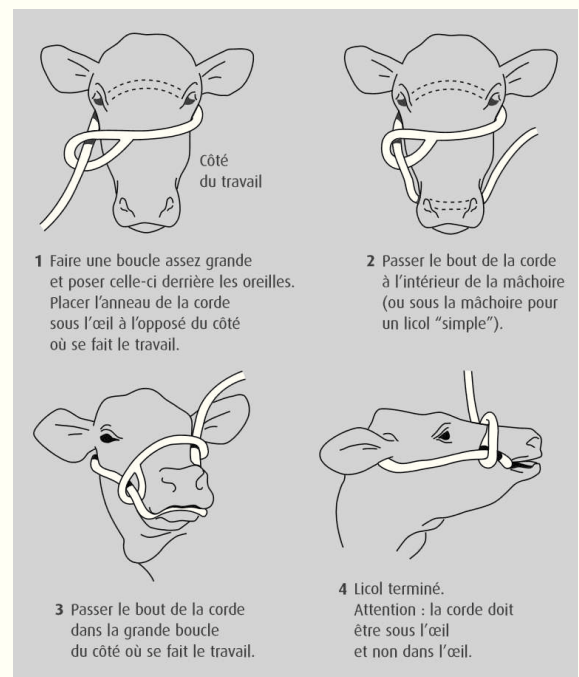 Côté
du travail
1 Faire une boucle assez grande
et poser celle-ci derrière les oreilles.
Placer l'anneau de la corde
sous l'œil à l'opposé du côté
où se fait le travail.
2 Passer le bout de la corde
à l'intérieur de la mâchoire
(ou sous la mâchoire pour
un licol "simple").
3 Passer le bout de la corde
dans la grande boucle
du côté où se fait le travail.
4 Licol terminé.
Attention : la corde doit
être sous l'œil
et non dans l'œil.